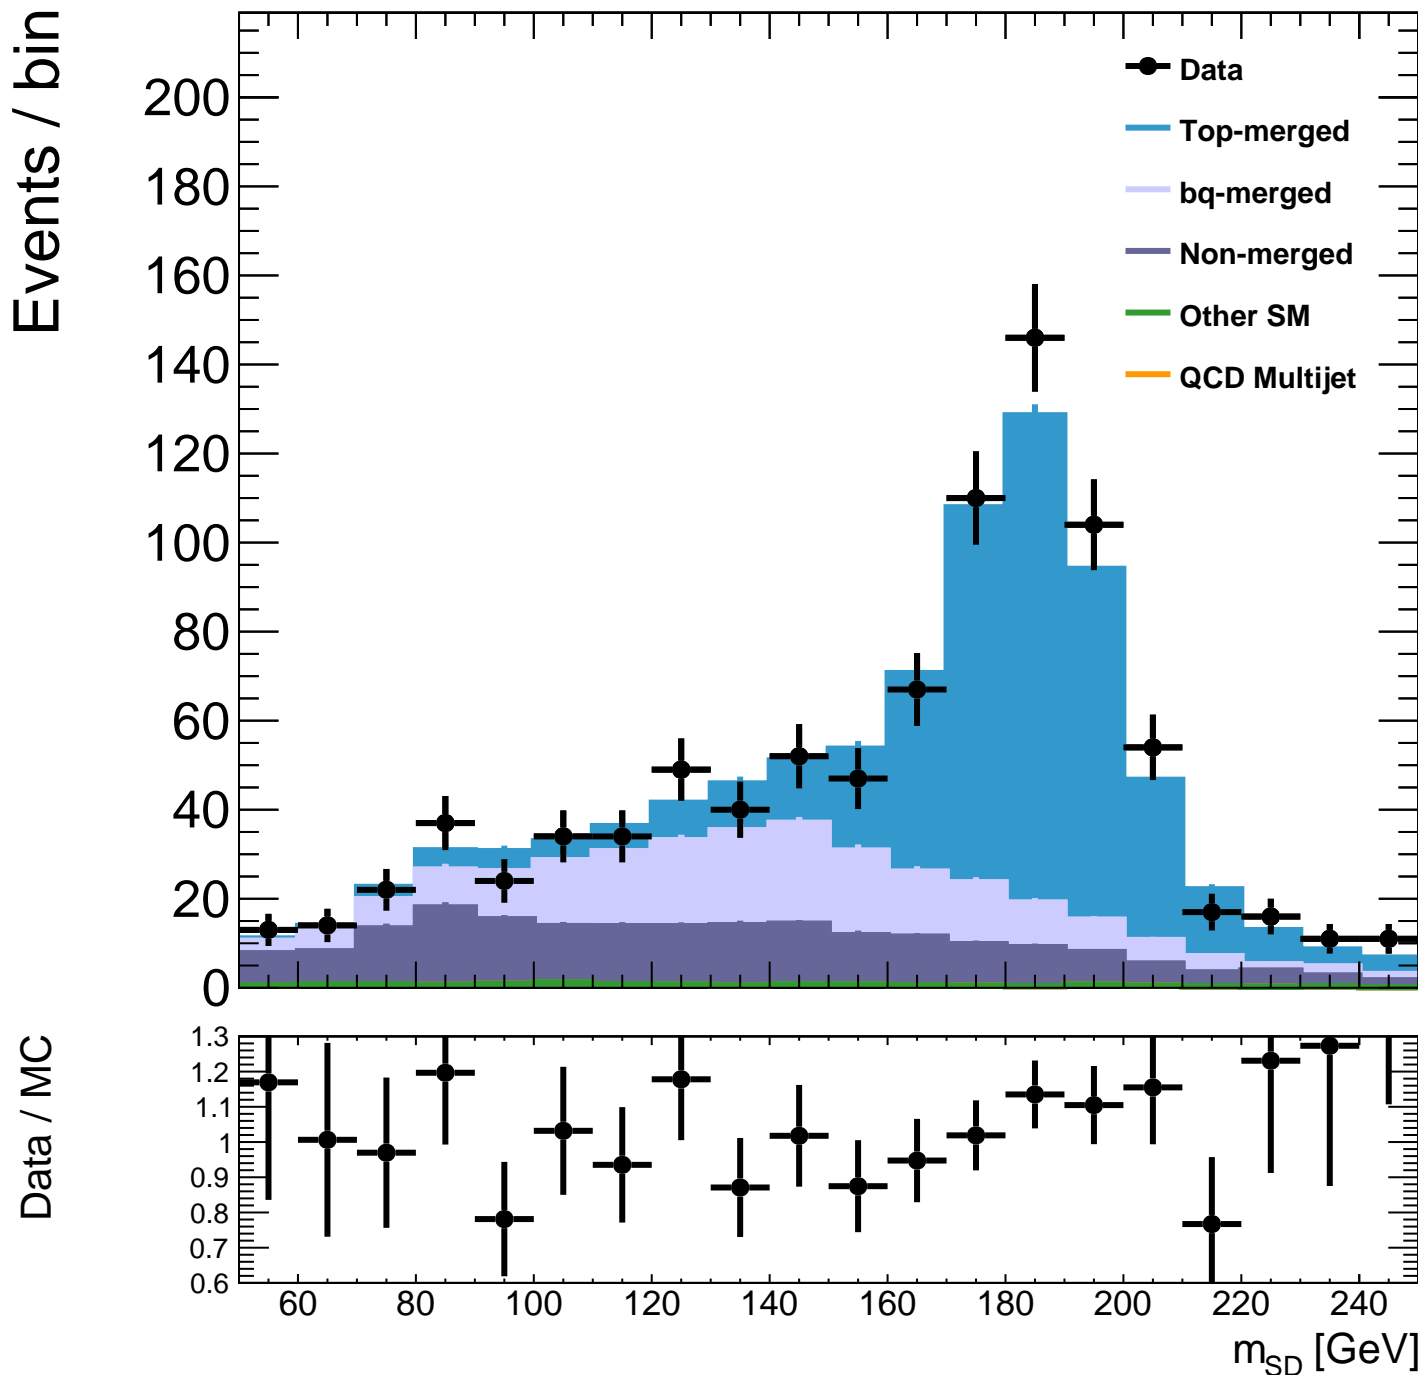 Events / bin
200
180
160
140
120
100
80
60
40
20
0
Data
Top-merged
bq-merged
Non-merged
Other SM
QCD Multijet
Data / MC
1.3
1.2
1.1
1
0.9
0.8
0.7
0.6
60 80 100 120 140 160 180 200 220 240
m_SD [GeV]